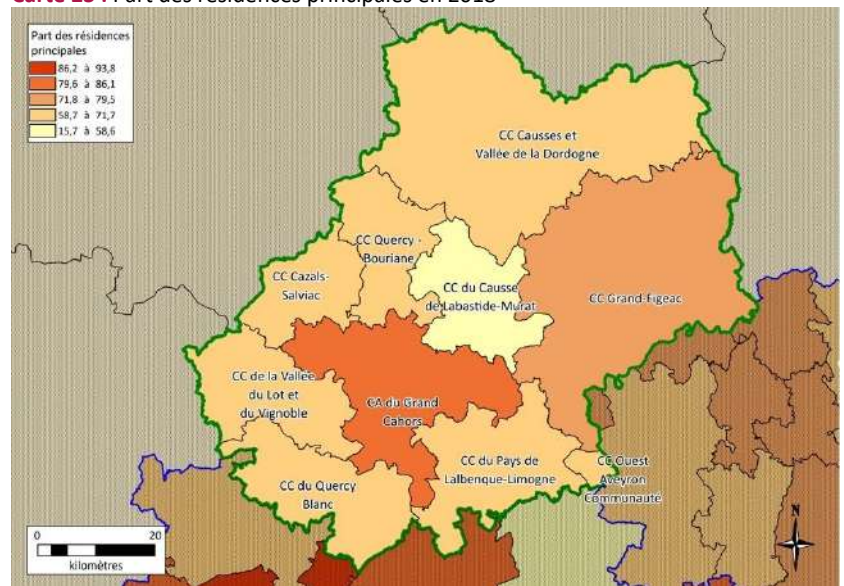 Carte 23 : Part des résidences principales en 2018
Part des résidences
principales
86,2 à 93,8
79,6 à 86,1
71,8 à 79,5
58,7 à 71,7
15,7 à 58,6
CC Causses et
Vallée de la Dordogne
CC Quercy -
Bouriane
CC Cazals-
Salviac
CC du Causse
de Labastide-Murat
CC Grand-Figeac
CC de la Vallée
du Lot et
du Vignoble
CA du Grand
Cahors
CC du Quercy
Blanc
CC du Pays de
Lalbenque-Limogne
CC Ouest
Aveyron
Communauté
0 20
kilomètres
N